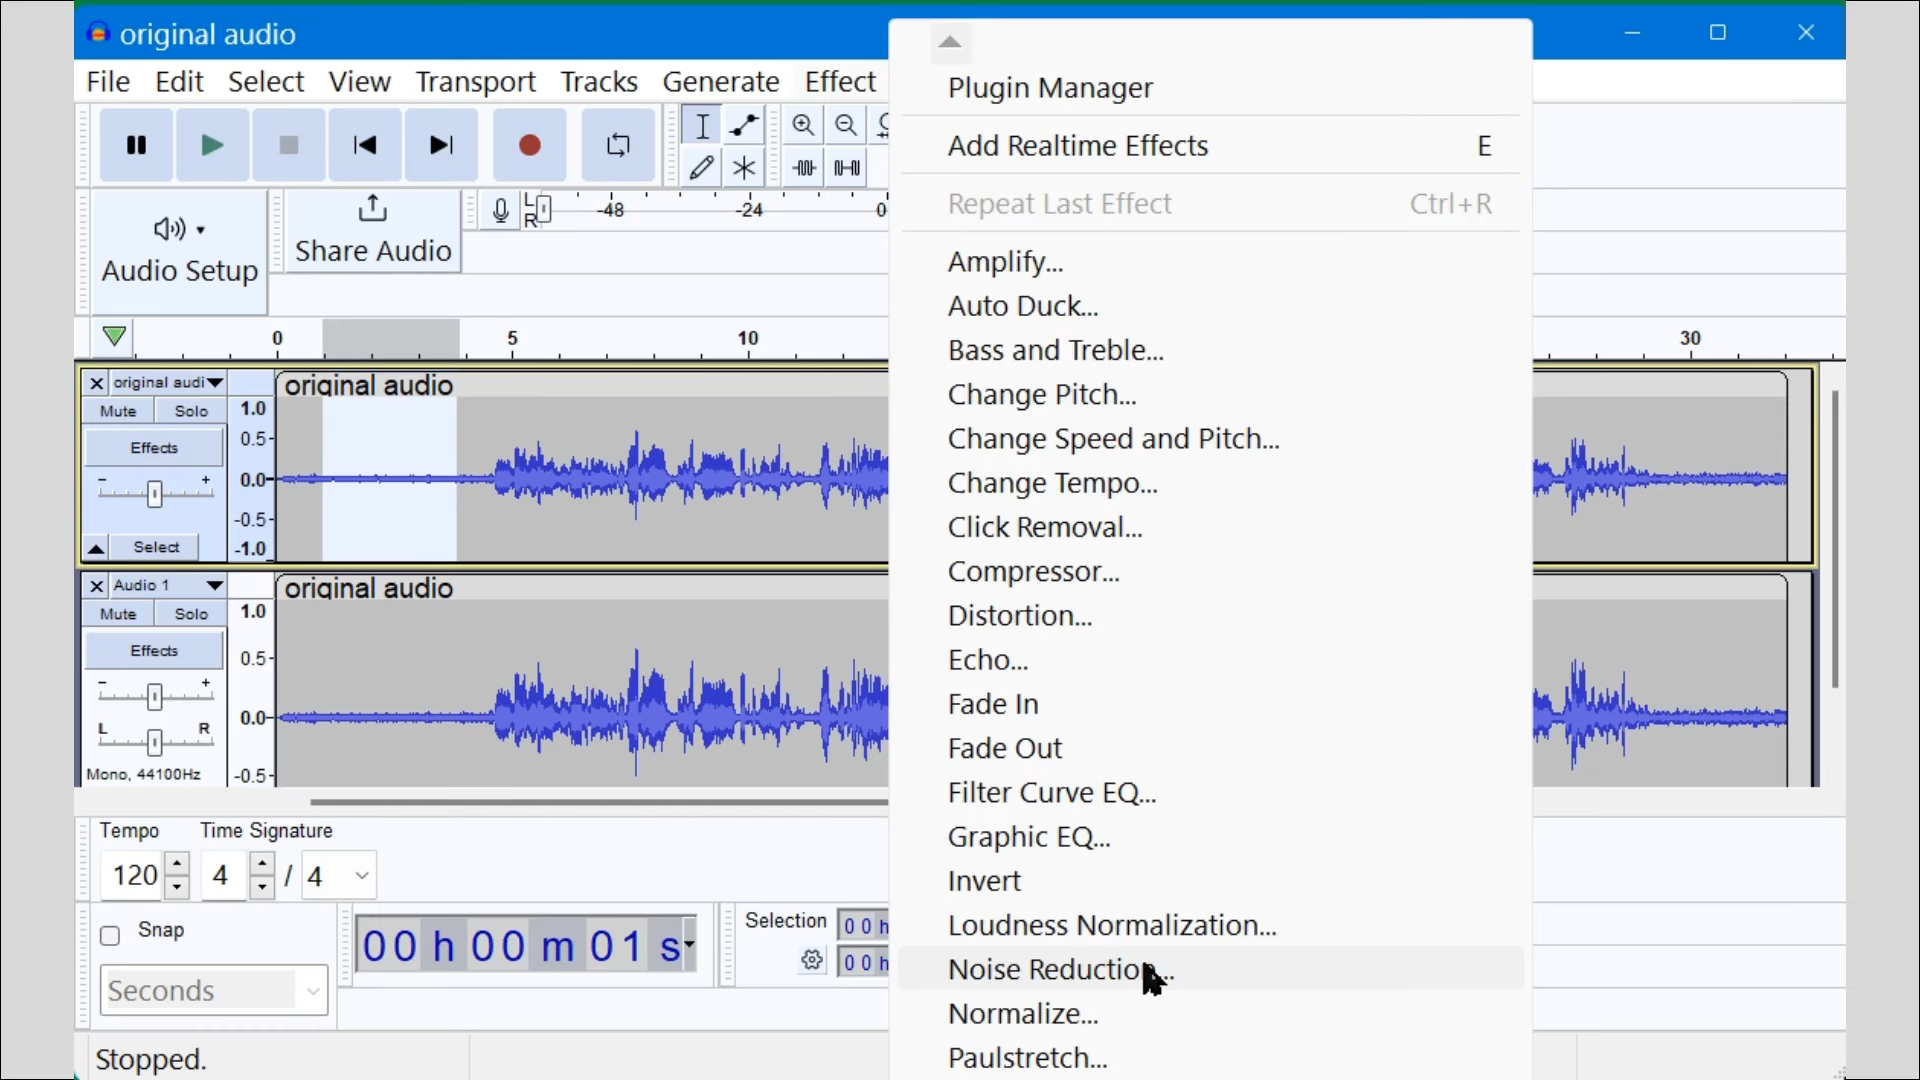 original audio
File Edit Select View Transport Tracks Generate Effect
Plugin Manager
Add Realtime Effects E
Repeat Last Effect Ctrl+R
Amplify...
Auto Duck...
Bass and Treble...
Change Pitch...
Change Speed and Pitch...
Change Tempo...
Click Removal...
Compressor...
Distortion...
Echo...
Fade In
Fade Out
Filter Curve EQ...
Graphic EQ...
Invert
Loudness Normalization...
Noise Reduction...
Normalize...
Paulstretch...
Audio Setup
Share Audio
L
R
-48 -24 0
0 5 10 30
original audi
original audio
Mute Solo
Effects
- +
Select
1.0
0.5
0.0
-0.5
-1.0
Audio 1
original audio
Mute Solo
Effects
- +
L R
Mono, 44100Hz
1.0
0.5
0.0
-0.5
Tempo Time Signature
120 4 / 4
Snap
Seconds
00 h 00 m 01 s
Selection
00 h
00 h
Stopped.